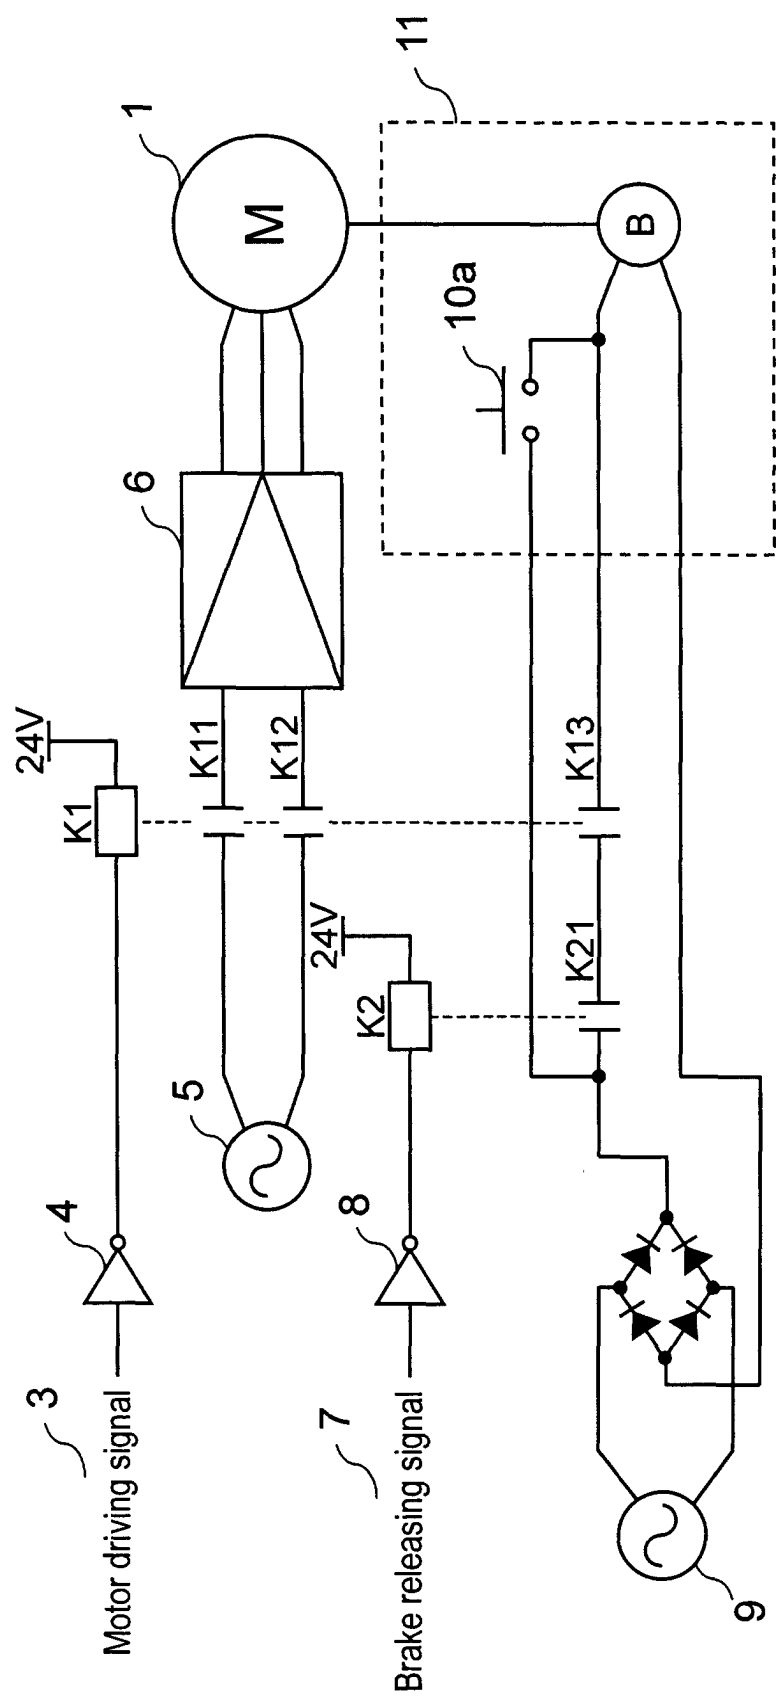 3
Motor driving signal
4
K1
24V
5
K11
K12
6
1
M
7
Brake releasing signal
8
K2
24V
9
K21
K13
10a
11
B